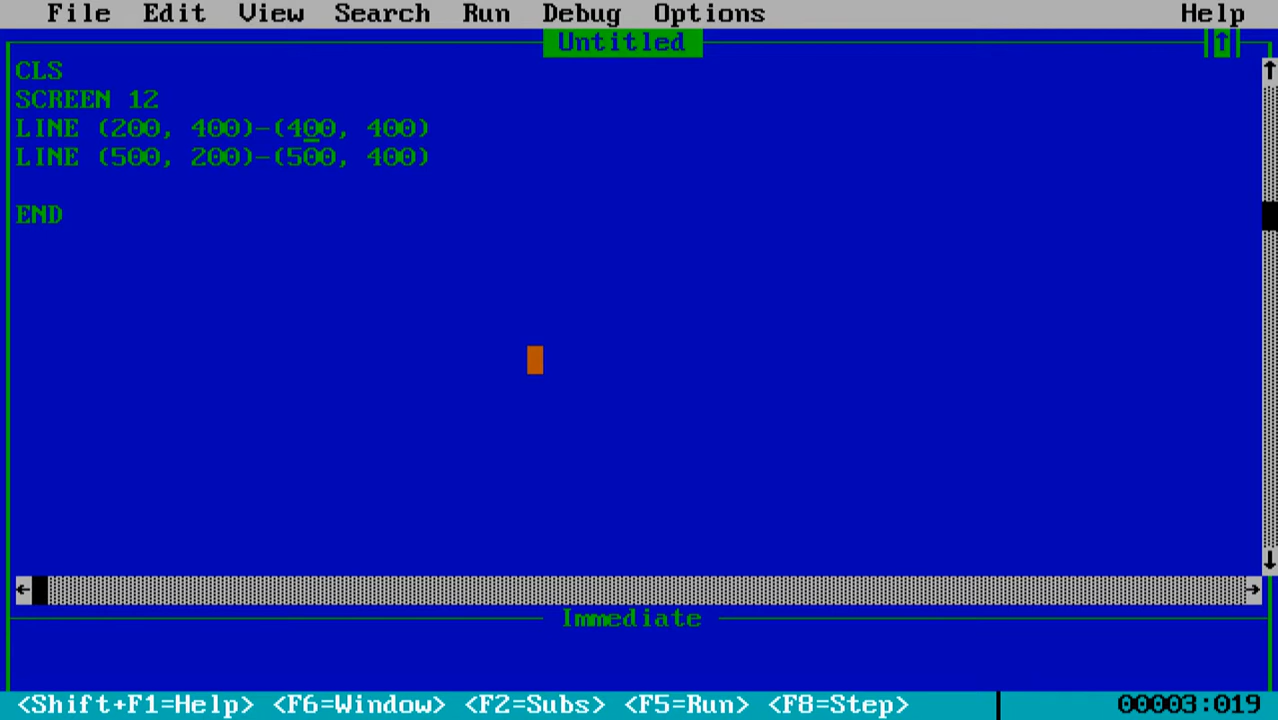 File Edit View Search Run Debug Options Help
Untitled
CLS
SCREEN 12
LINE (200, 400)-(400, 400)
LINE (500, 200)-(500, 400)
END
Immediate
<Shift+F1=Help> <F6=Window> <F2=Subs> <F5=Run> <F8=Step> 00003:019